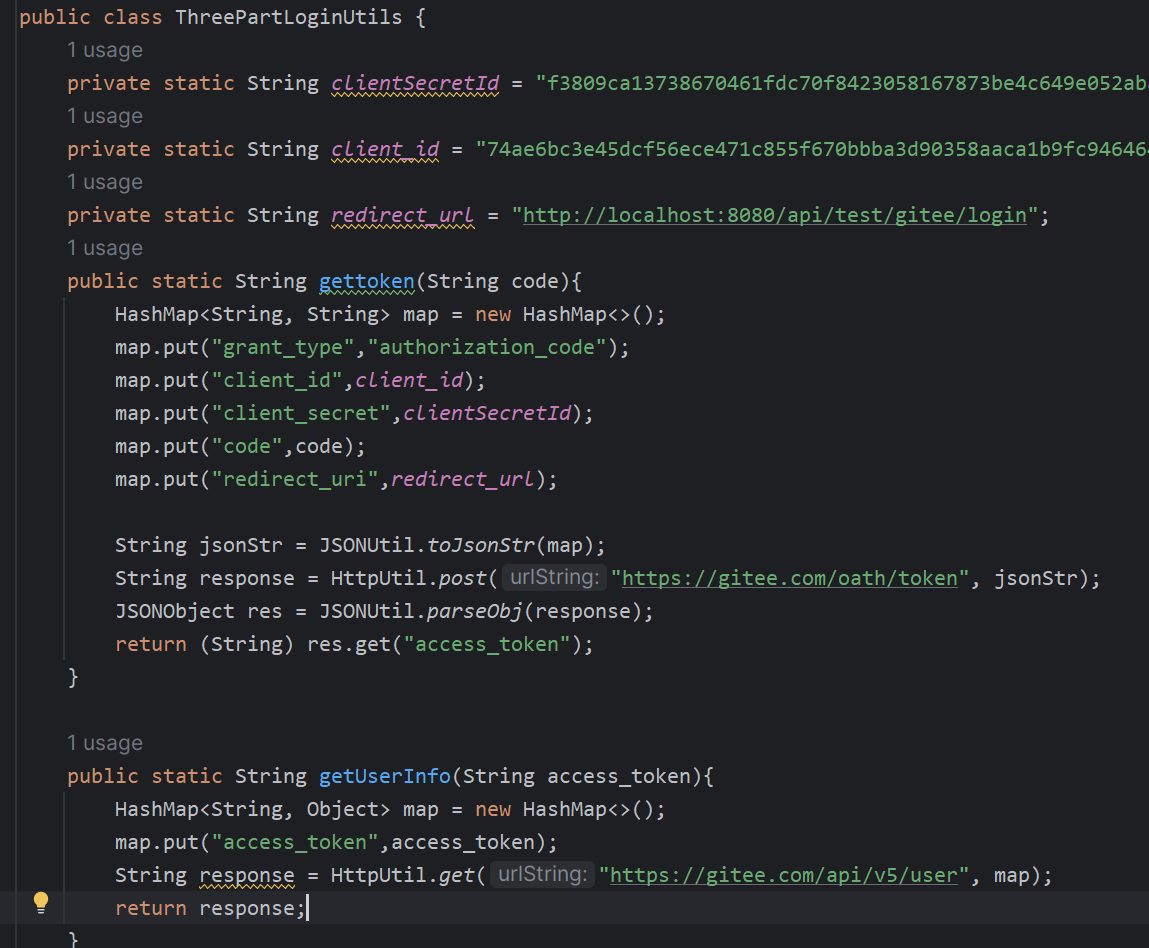 public class ThreePartLoginUtils {
1 usage
private static String clientSecretId = "f3809ca13738670461fdc70f8423058167873be4c649e052ab
1 usage
private static String client_id = "74ae6bc3e45dcf56ece471c855f670bbba3d90358aaca1b9fc94646
1 usage
private static String redirect_url = "http://localhost:8080/api/test/gitee/login";
1 usage
public static String gettoken(String code){
HashMap<String, String> map = new HashMap<>();
map.put("grant_type","authorization_code");
map.put("client_id",client_id);
map.put("client_secret",clientSecretId);
map.put("code",code);
map.put("redirect_uri",redirect_url);
String jsonStr = JSONUtil.toJsonStr(map);
String response = HttpUtil.post( urlString: "https://gitee.com/oath/token", jsonStr);
JSONObject res = JSONUtil.parseObj(response);
return (String) res.get("access_token");
}
1 usage
public static String getUserInfo(String access_token){
HashMap<String, Object> map = new HashMap<>();
map.put("access_token",access_token);
String response = HttpUtil.get( urlString: "https://gitee.com/api/v5/user", map);
return response;
}